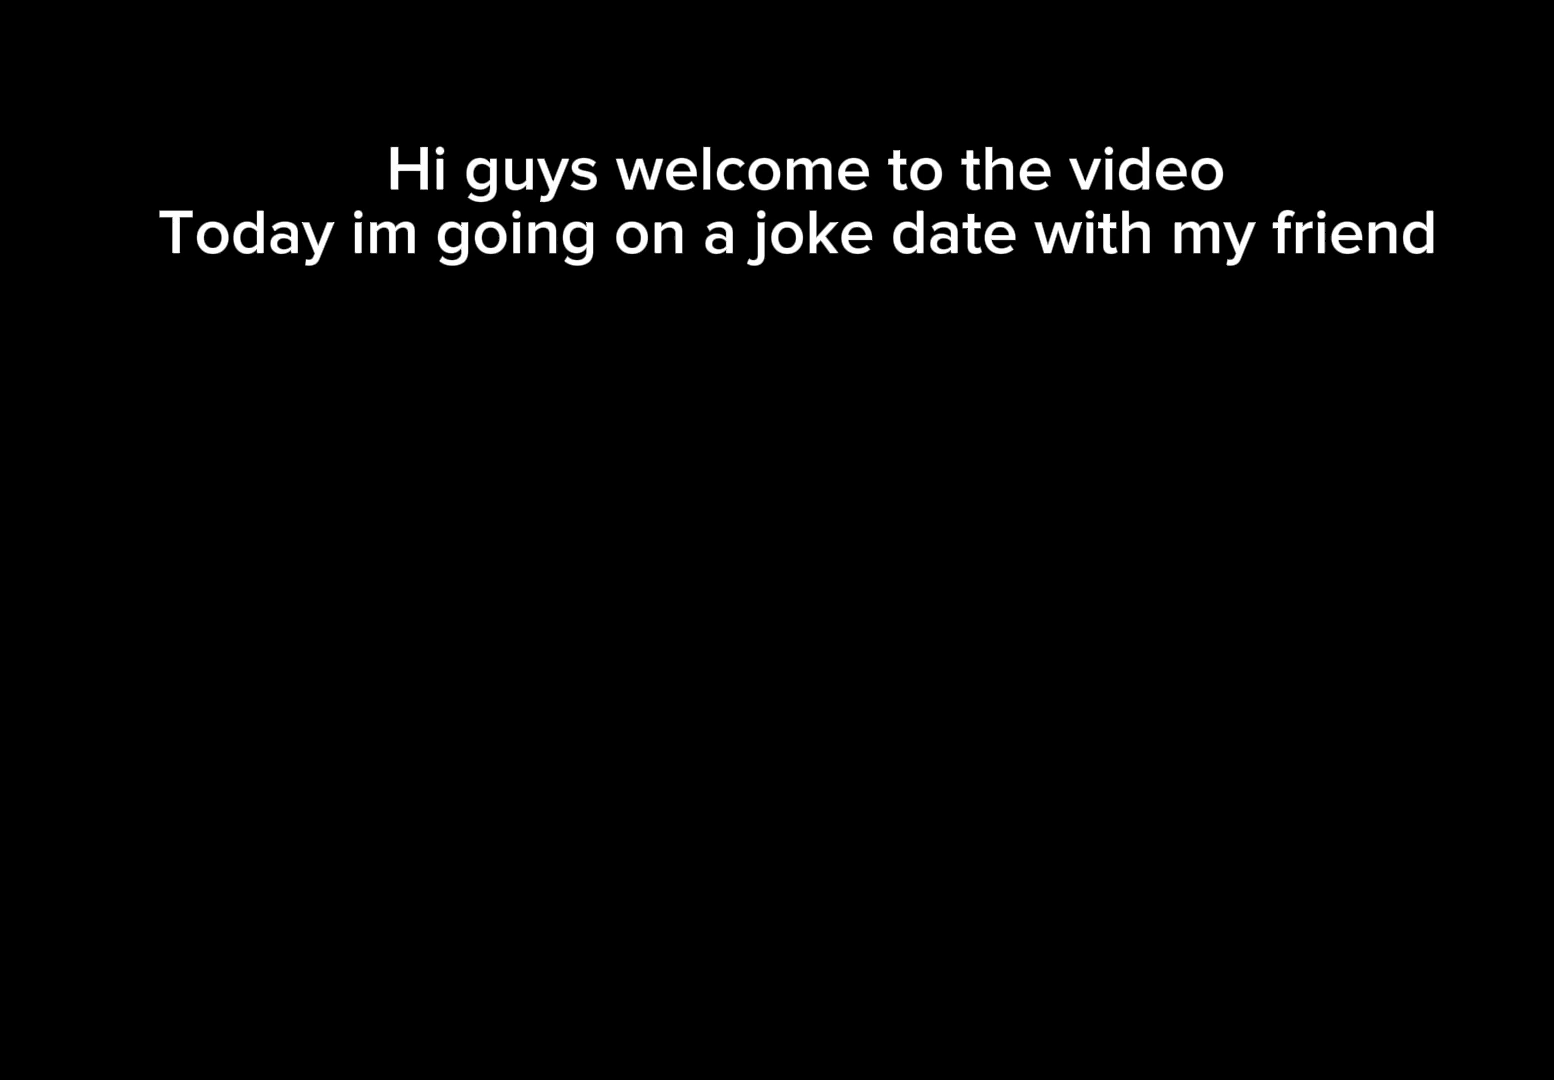 Hi guys welcome to the video
Today im going on a joke date with my friend